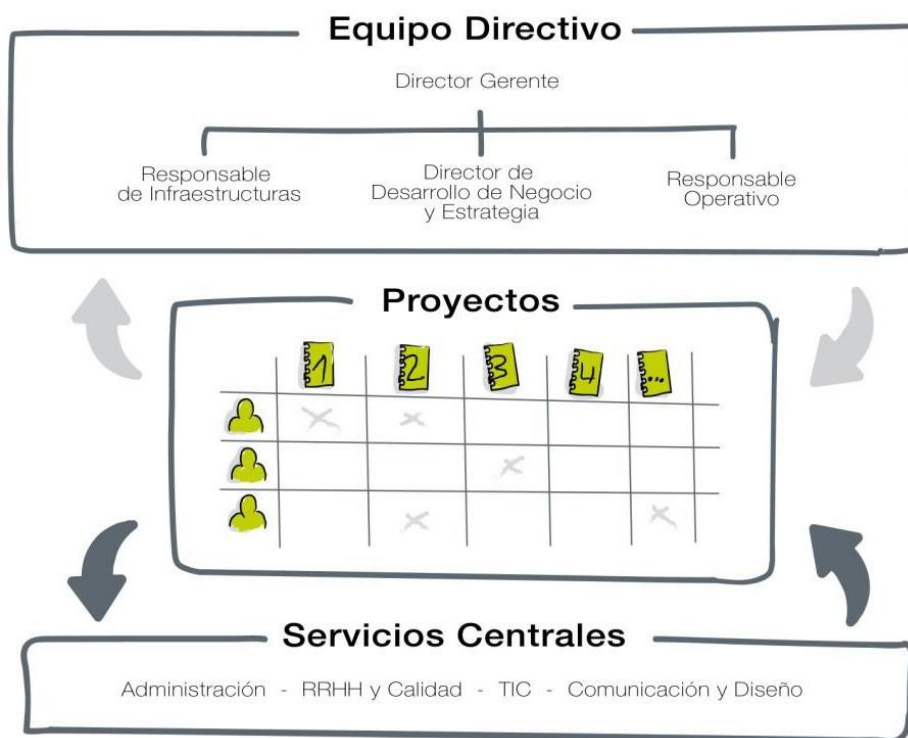 Equipo Directivo
Director Gerente
Responsable
de Infraestructuras
Director de
Desarrollo de Negocio
y Estrategia
Responsable
Operativo
Proyectos
1 2 3 4 ...
Servicios Centrales
Administración - RRHH y Calidad - TIC - Comunicación y Diseño